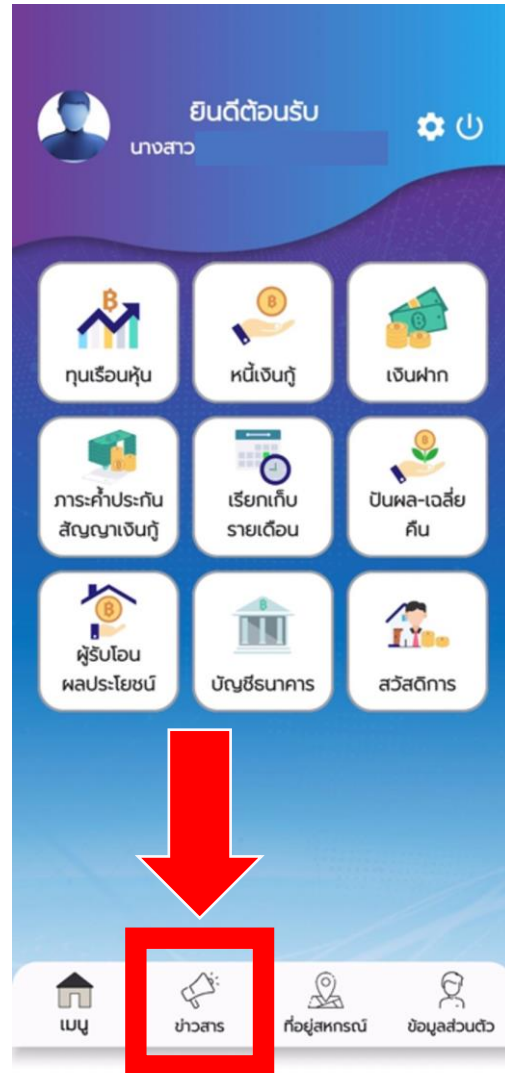 ยินดีต้อนรับ
นางสาว
ทุนเรือนหุ้น
หนี้เงินกู้
เงินฝาก
ภาระค้ำประกัน
สัญญาเงินกู้
เรียกเก็บ
รายเดือน
ปันผล-เฉลี่ย
คืน
ผู้รับโอน
ผลประโยชน์
บัญชีธนาคาร
สวัสดิการ
เมนู
ข่าวสาร
ที่อยู่สหกรณ์
ข้อมูลส่วนตัว